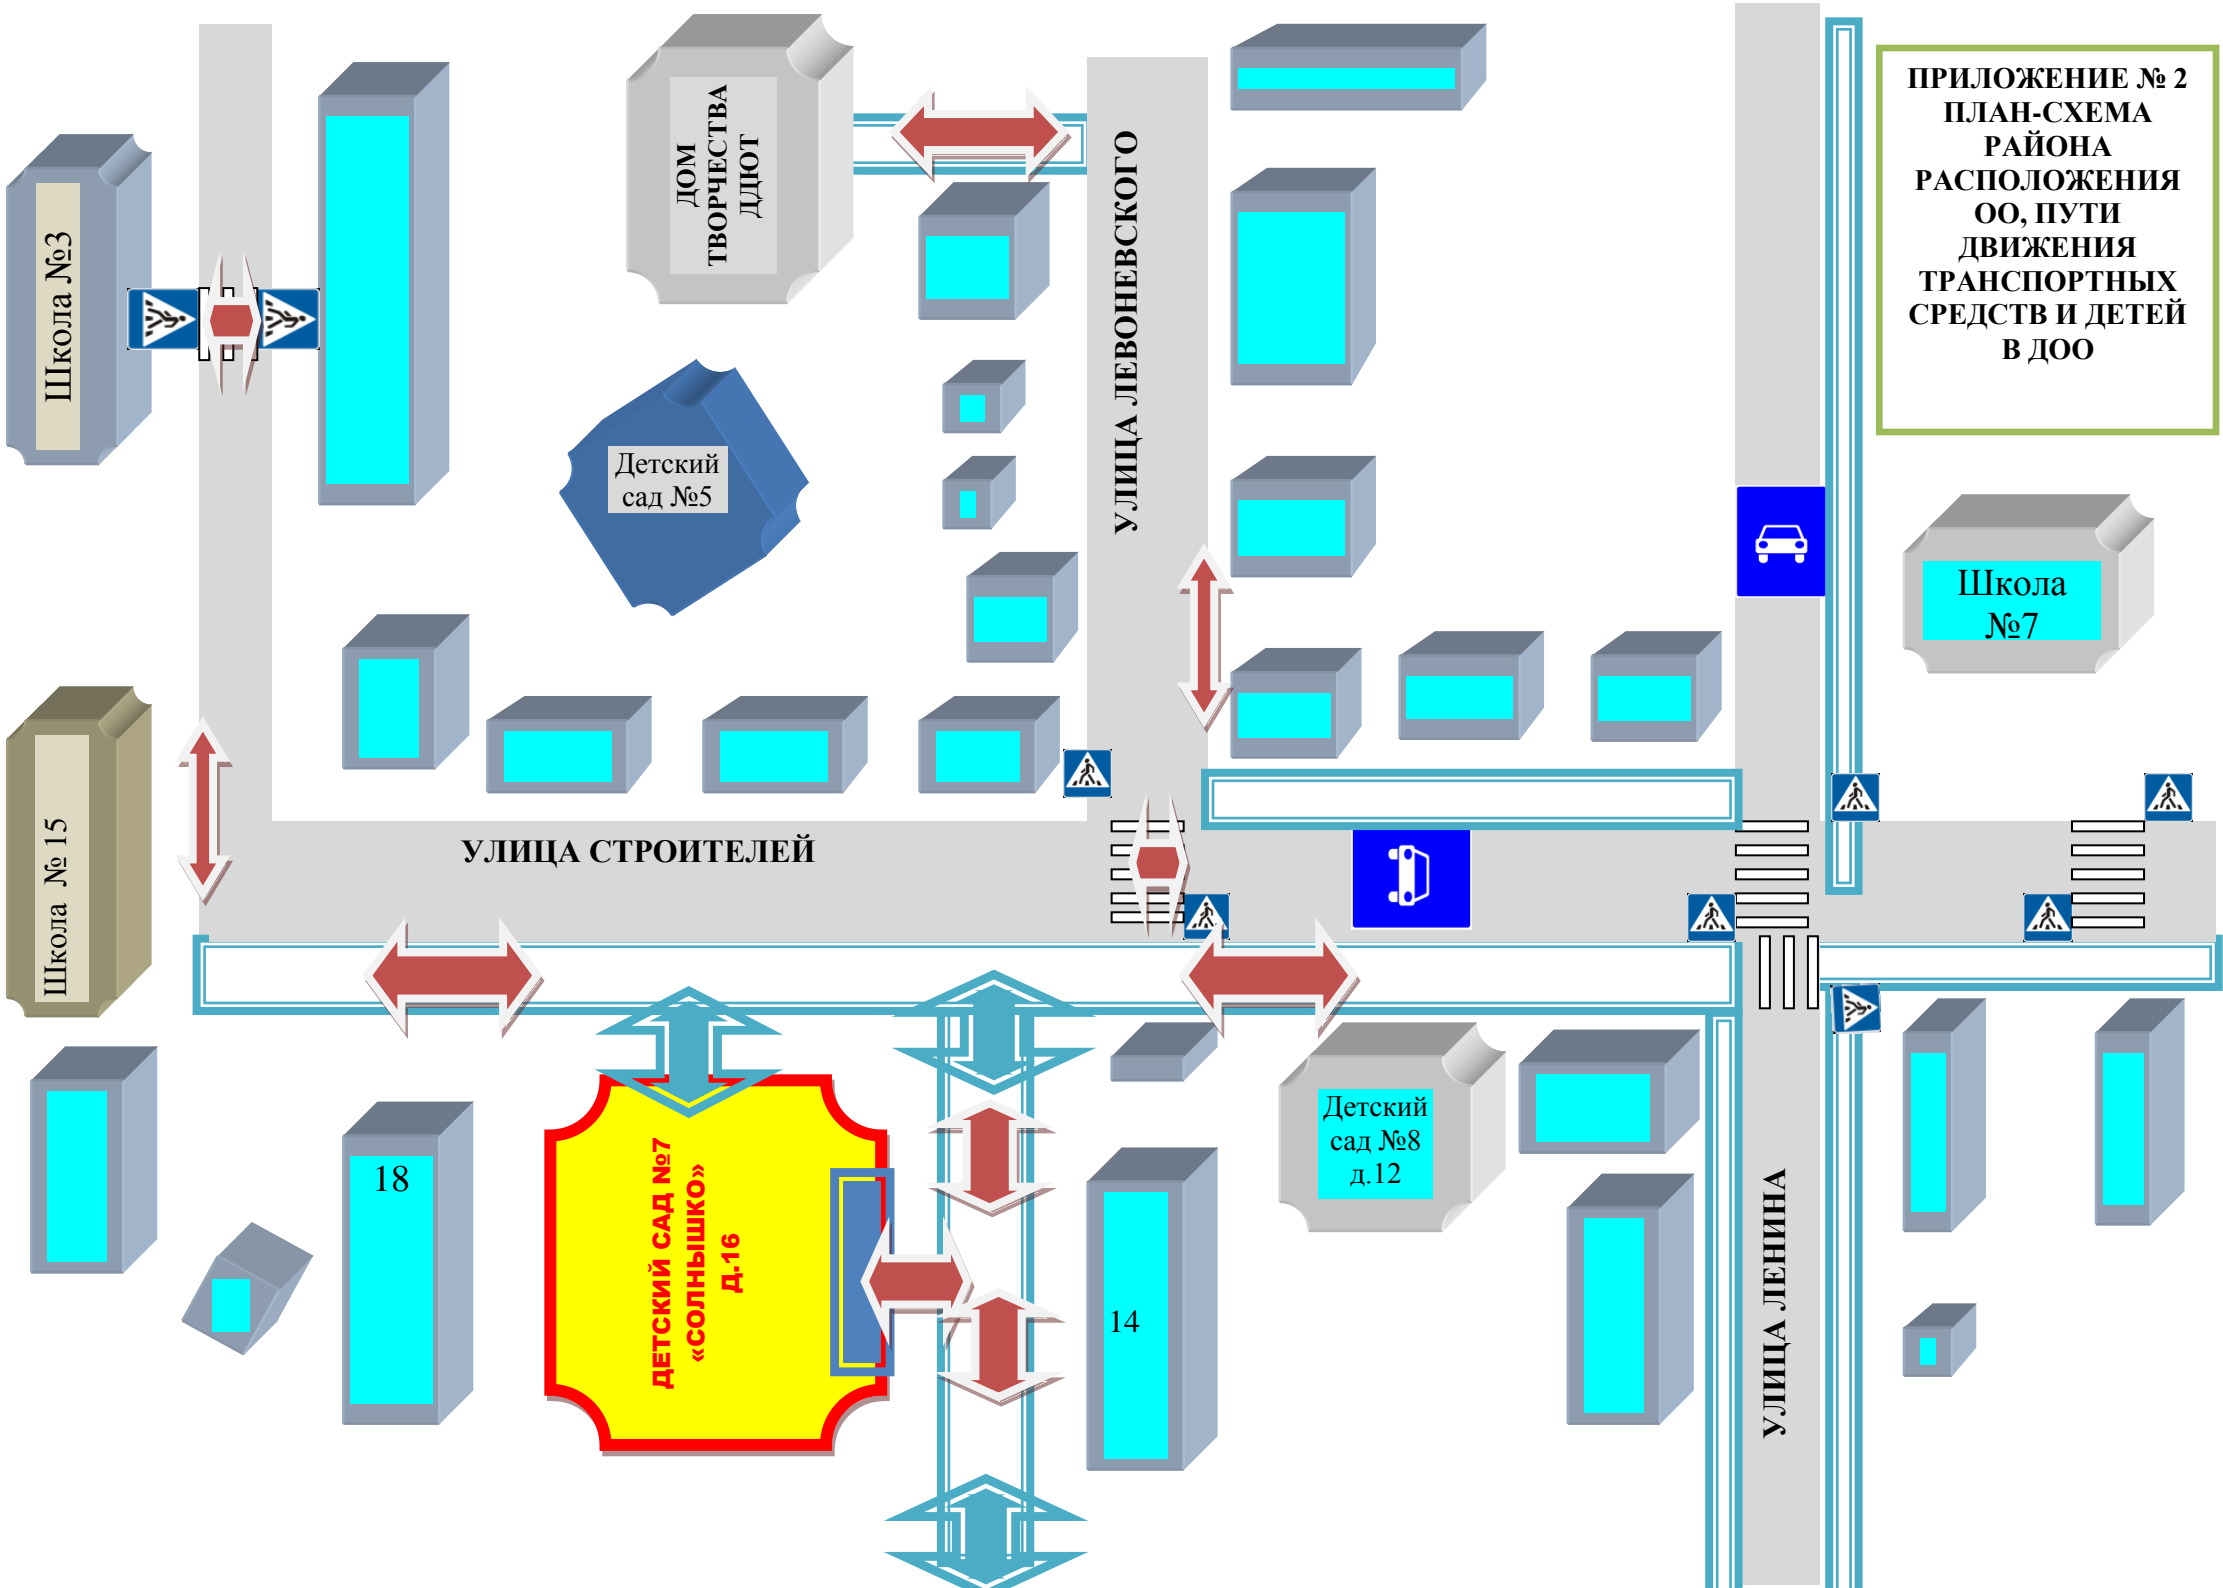 ПРИЛОЖЕНИЕ № 2
ПЛАН-СХЕМА
РАЙОНА
РАСПОЛОЖЕНИЯ
ОО, ПУТИ
ДВИЖЕНИЯ
ТРАНСПОРТНЫХ
СРЕДСТВ И ДЕТЕЙ
В ДОО
Школа №3
ДОМ
ТВОРЧЕСТВА
ДДЮТ
УЛИЦА ЛЕВОНЕВСКОГО
Детский
сад №5
Школа
№7
Школа № 15
УЛИЦА СТРОИТЕЛЕЙ
18
ДЕТСКИЙ САД №7
«СОЛНЫШКО»
Д.16
14
Детский
сад №8
д.12
УЛИЦА ЛЕНИНА